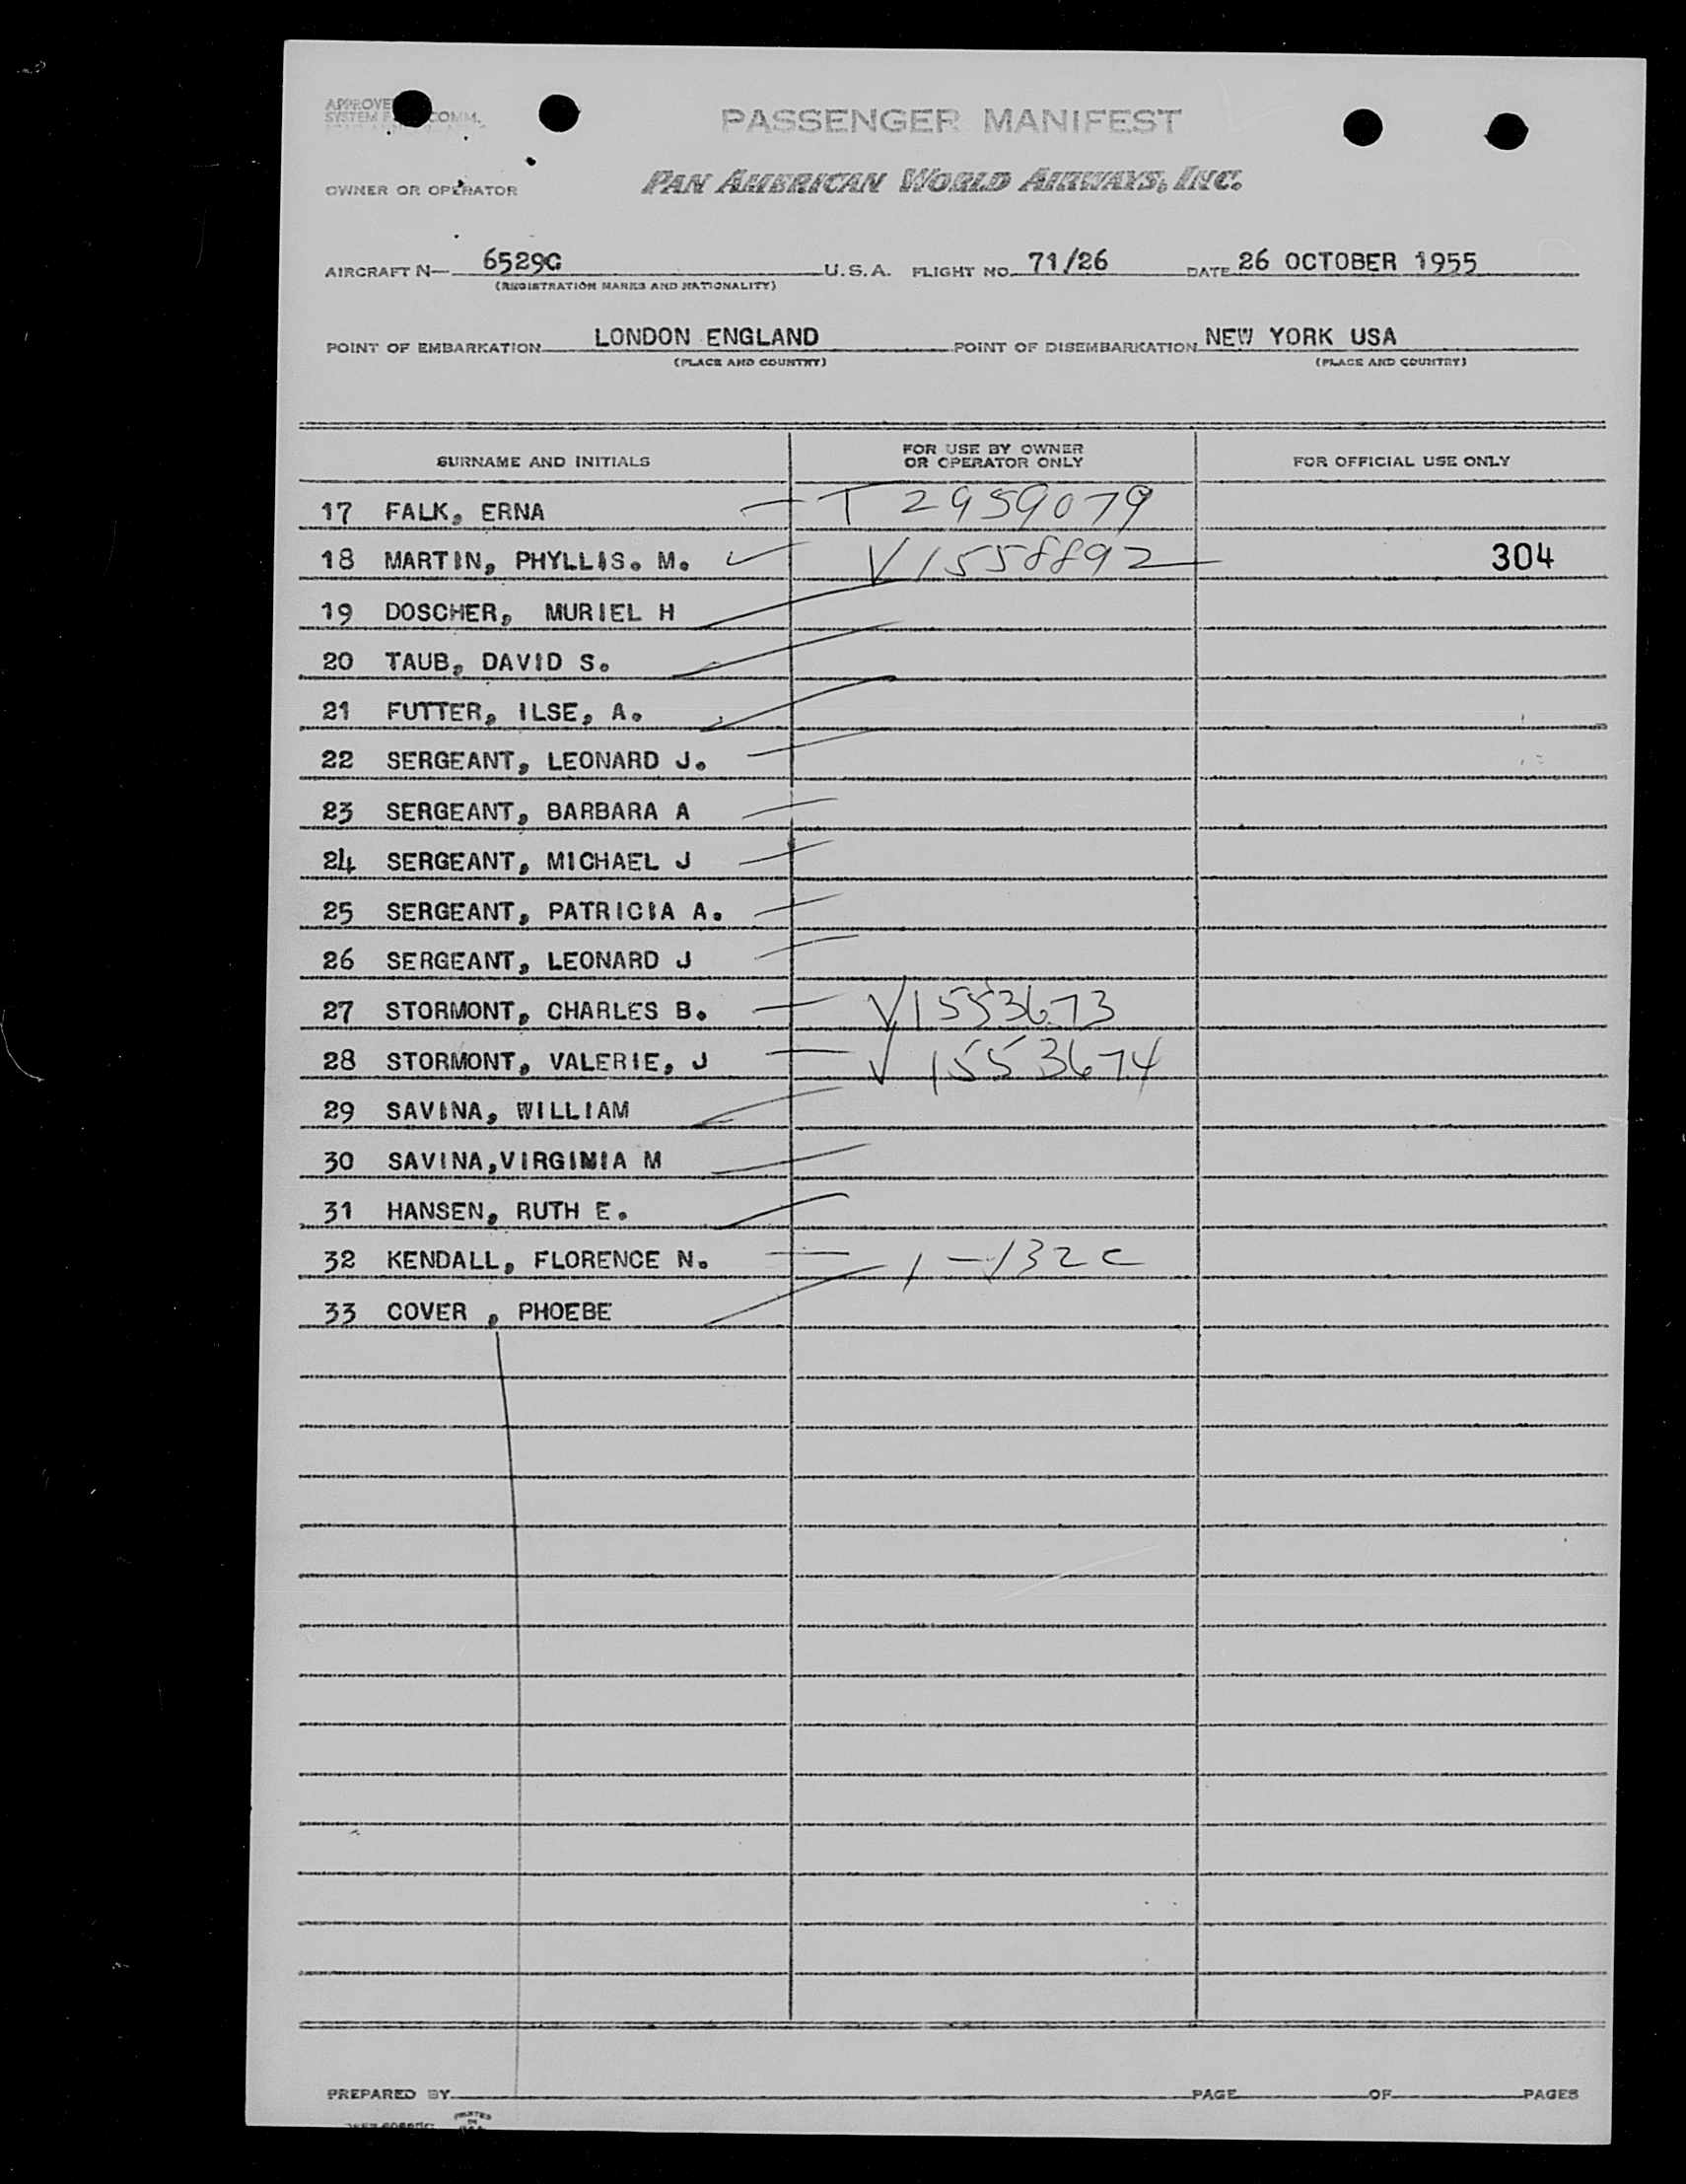 APPROVE
SYSTEM F COMM.
PASSENGER MANIFEST
OWNER OR OPERATOR PAN AMERICAN WORLD AIRWAYS, INC.
AIRCRAFT N— 6529C U.S.A. FLIGHT NO. 71/26 DATE 26 OCTOBER 1955
(REGISTRATION MARKS AND NATIONALITY)
POINT OF EMBARKATION LONDON ENGLAND POINT OF DISEMBARKATION NEW YORK USA
(PLACE AND COUNTRY) (PLACE AND COUNTRY)
SURNAME AND INITIALS FOR USE BY OWNER OR OPERATOR ONLY FOR OFFICIAL USE ONLY
17 FALK, ERNA T 2959079
18 MARTIN, PHYLLIS. M. V1558892 304
19 DOSCHER, MURIEL H
20 TAUB, DAVID S.
21 FUTTER, ILSE, A.
22 SERGEANT, LEONARD J.
23 SERGEANT, BARBARA A
24 SERGEANT, MICHAEL J
25 SERGEANT, PATRICIA A.
26 SERGEANT, LEONARD J
27 STORMONT, CHARLES B. V1553673
28 STORMONT, VALERIE, J V 1553674
29 SAVINA, WILLIAM
30 SAVINA,VIRGINIA M
31 HANSEN, RUTH E.
32 KENDALL, FLORENCE N. 1-132C
33 COVER , PHOEBE
PREPARED BY PAGE OF PAGES
PRINTED IN U.S.A.